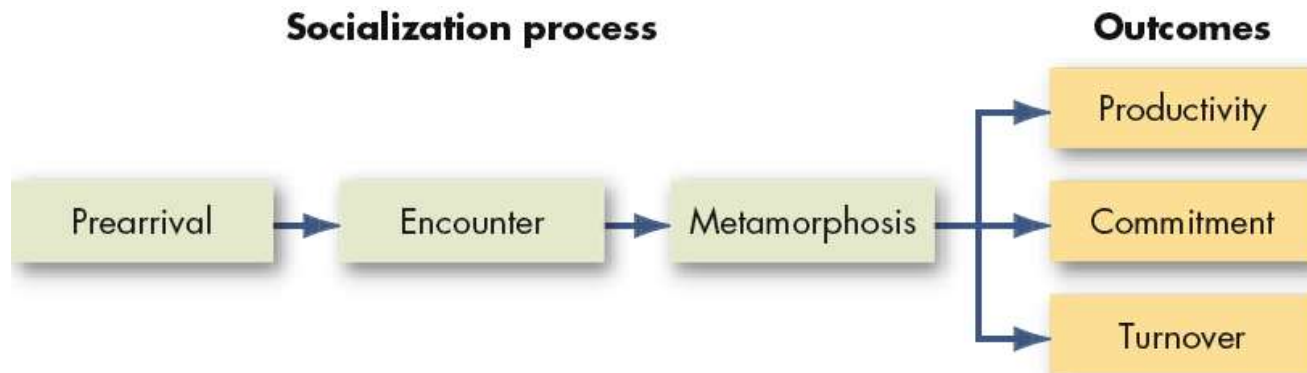 Socialization process
Outcomes
Productivity
Prearrival
Encounter
Metamorphosis
Commitment
Turnover